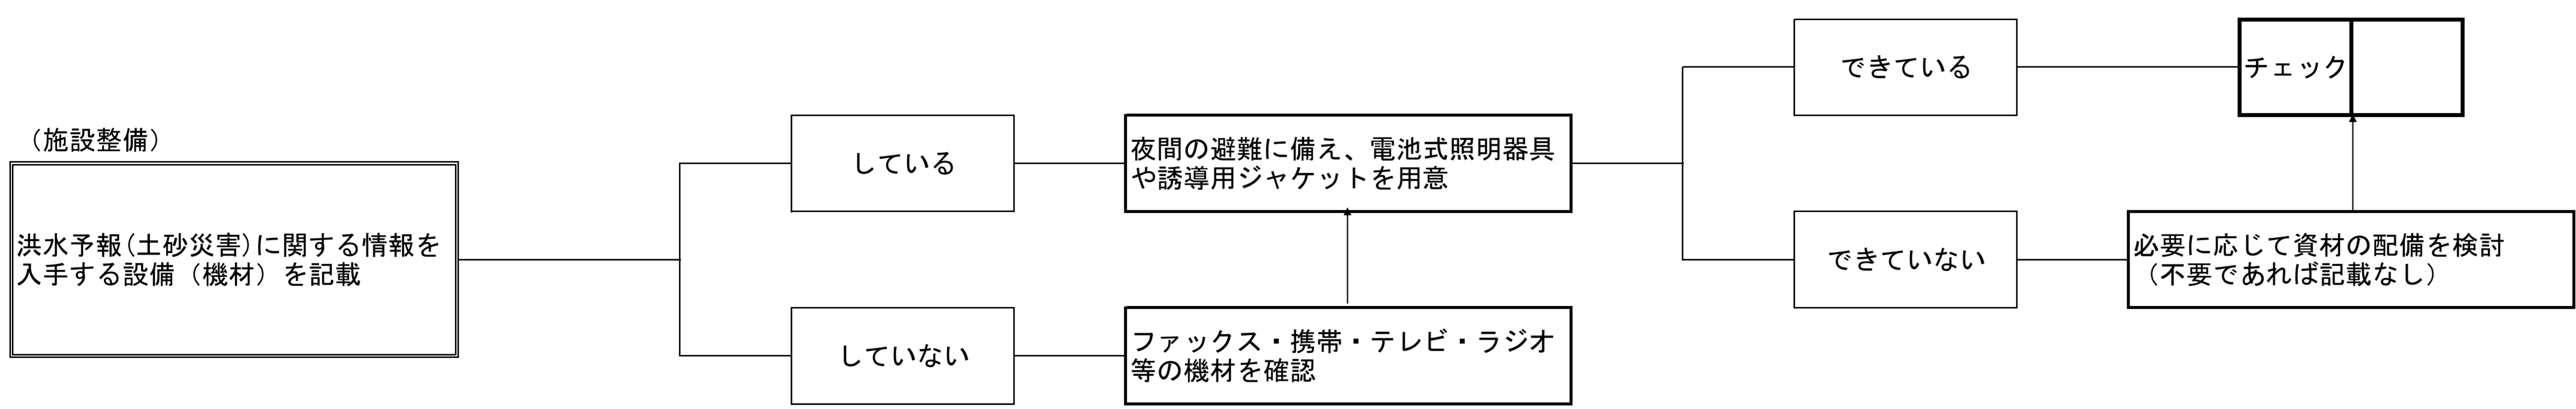 （施設整備）
洪水予報(土砂災害)に関する情報を
入手する設備（機材）を記載
している
していない
夜間の避難に備え、電池式照明器具
や誘導用ジャケットを用意
ファックス・携帯・テレビ・ラジオ
等の機材を確認
できている
できていない
チェック
必要に応じて資材の配備を検討
（不要であれば記載なし）